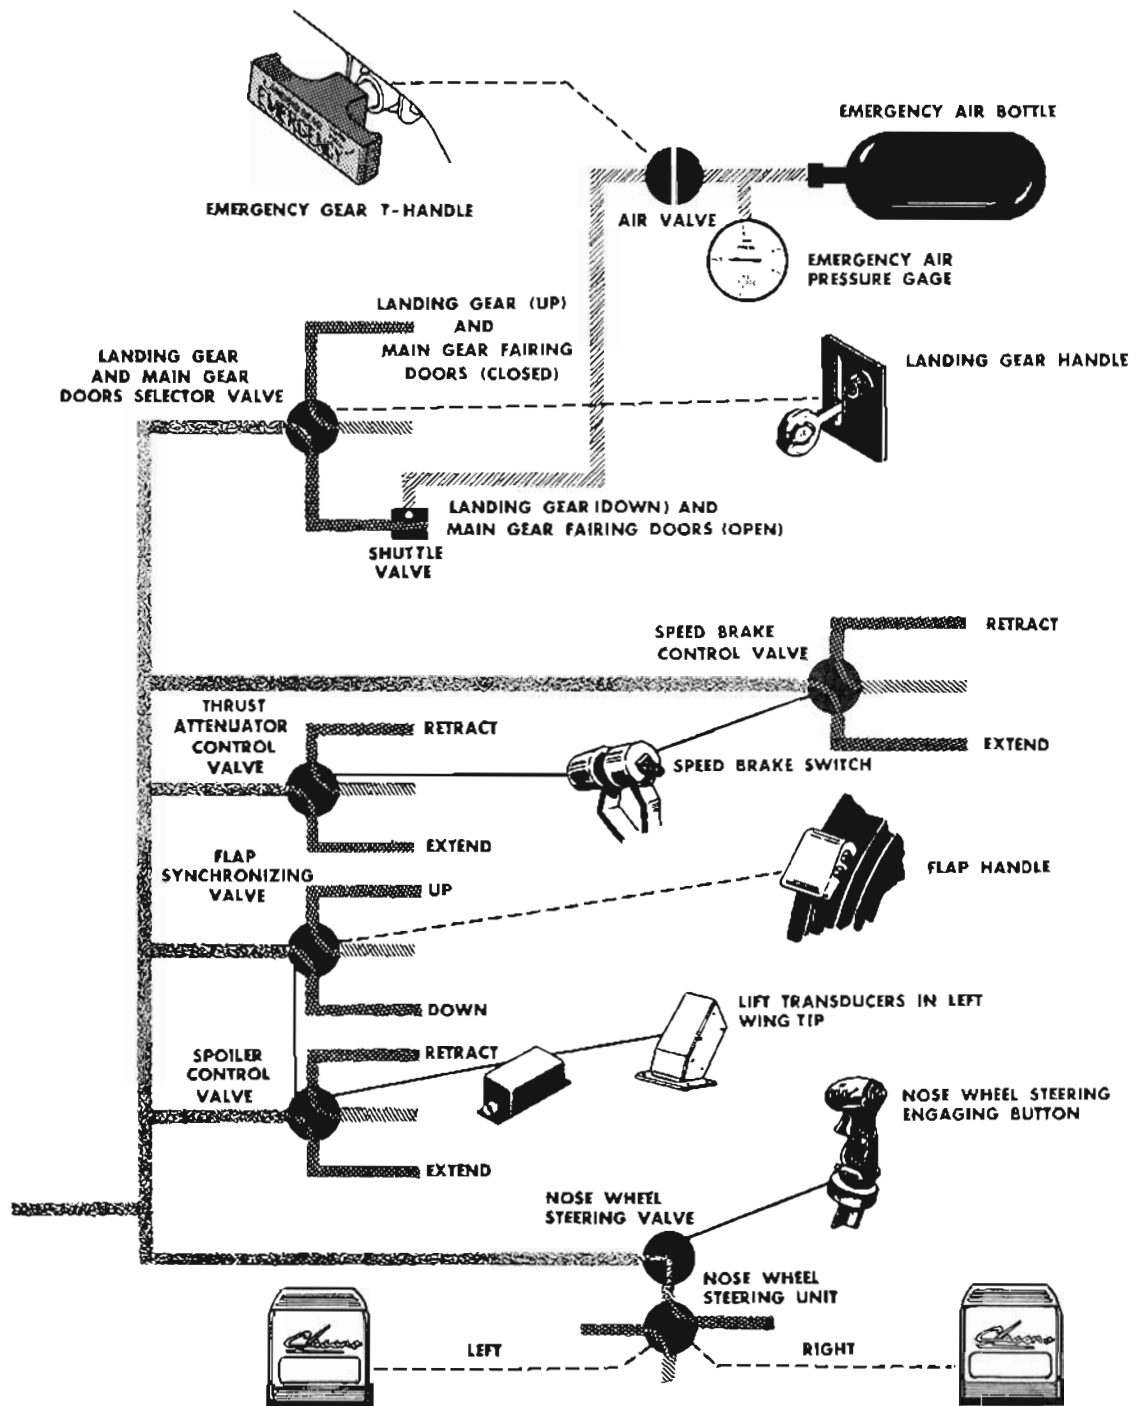 EMERGENCY
EMERGENCY GEAR T-HANDLE
EMERGENCY AIR BOTTLE
AIR VALVE
EMERGENCY AIR
PRESSURE GAGE
LANDING GEAR (UP)
AND
MAIN GEAR FAIRING
DOORS (CLOSED)
LANDING GEAR
AND MAIN GEAR
DOORS SELECTOR VALVE
LANDING GEAR HANDLE
LANDING GEAR (DOWN) AND
MAIN GEAR FAIRING DOORS (OPEN)
SHUTTLE
VALVE
SPEED BRAKE
CONTROL VALVE
RETRACT
EXTEND
THRUST
ATTENUATOR
CONTROL
VALVE
RETRACT
SPEED BRAKE SWITCH
EXTEND
FLAP
SYNCHRONIZING
VALVE
UP
FLAP HANDLE
DOWN
LIFT TRANSDUCERS IN LEFT
WING TIP
SPOILER
CONTROL
VALVE
RETRACT
EXTEND
NOSE WHEEL STEERING
ENGAGING BUTTON
NOSE WHEEL
STEERING VALVE
NOSE WHEEL
STEERING UNIT
LEFT
RIGHT